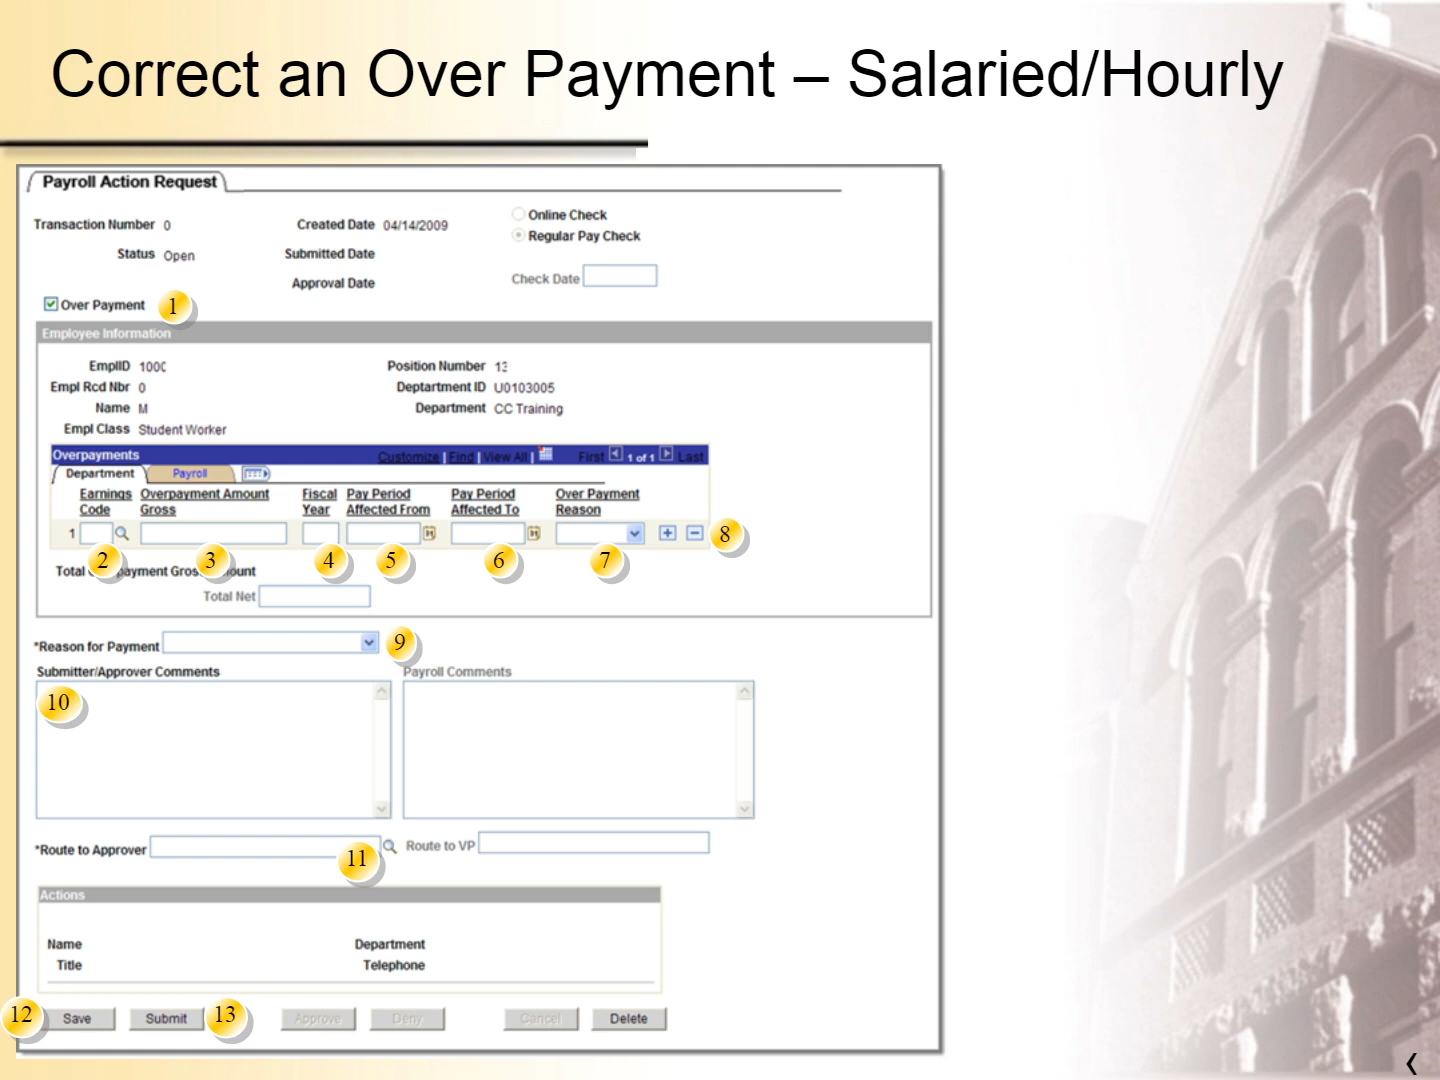 Correct an Over Payment – Salaried/Hourly
Payroll Action Request
Transaction Number 0 Created Date 04/14/2009 Online Check
Regular Pay Check
Status Open Submitted Date
Approval Date Check Date
Over Payment 1
Employee Information
EmplID 1000 Position Number 13
Empl Rcd Nbr 0 Deptartment ID U0103005
Name M Department CC Training
Empl Class Student Worker
Overpayments Customize | Find | View All | First 1 of 1 Last
Department Payroll
Earnings Code Overpayment Amount Gross Fiscal Year Pay Period Affected From Pay Period Affected To Over Payment Reason
1 8
2 3 4 5 6 7
Total payment Gros ount
Total Net
*Reason for Payment 9
Submitter/Approver Comments Payroll Comments
10
*Route to Approver 11 Route to VP
Actions
Name Department
Title Telephone
12 Save Submit 13 Approve Deny Cancel Delete